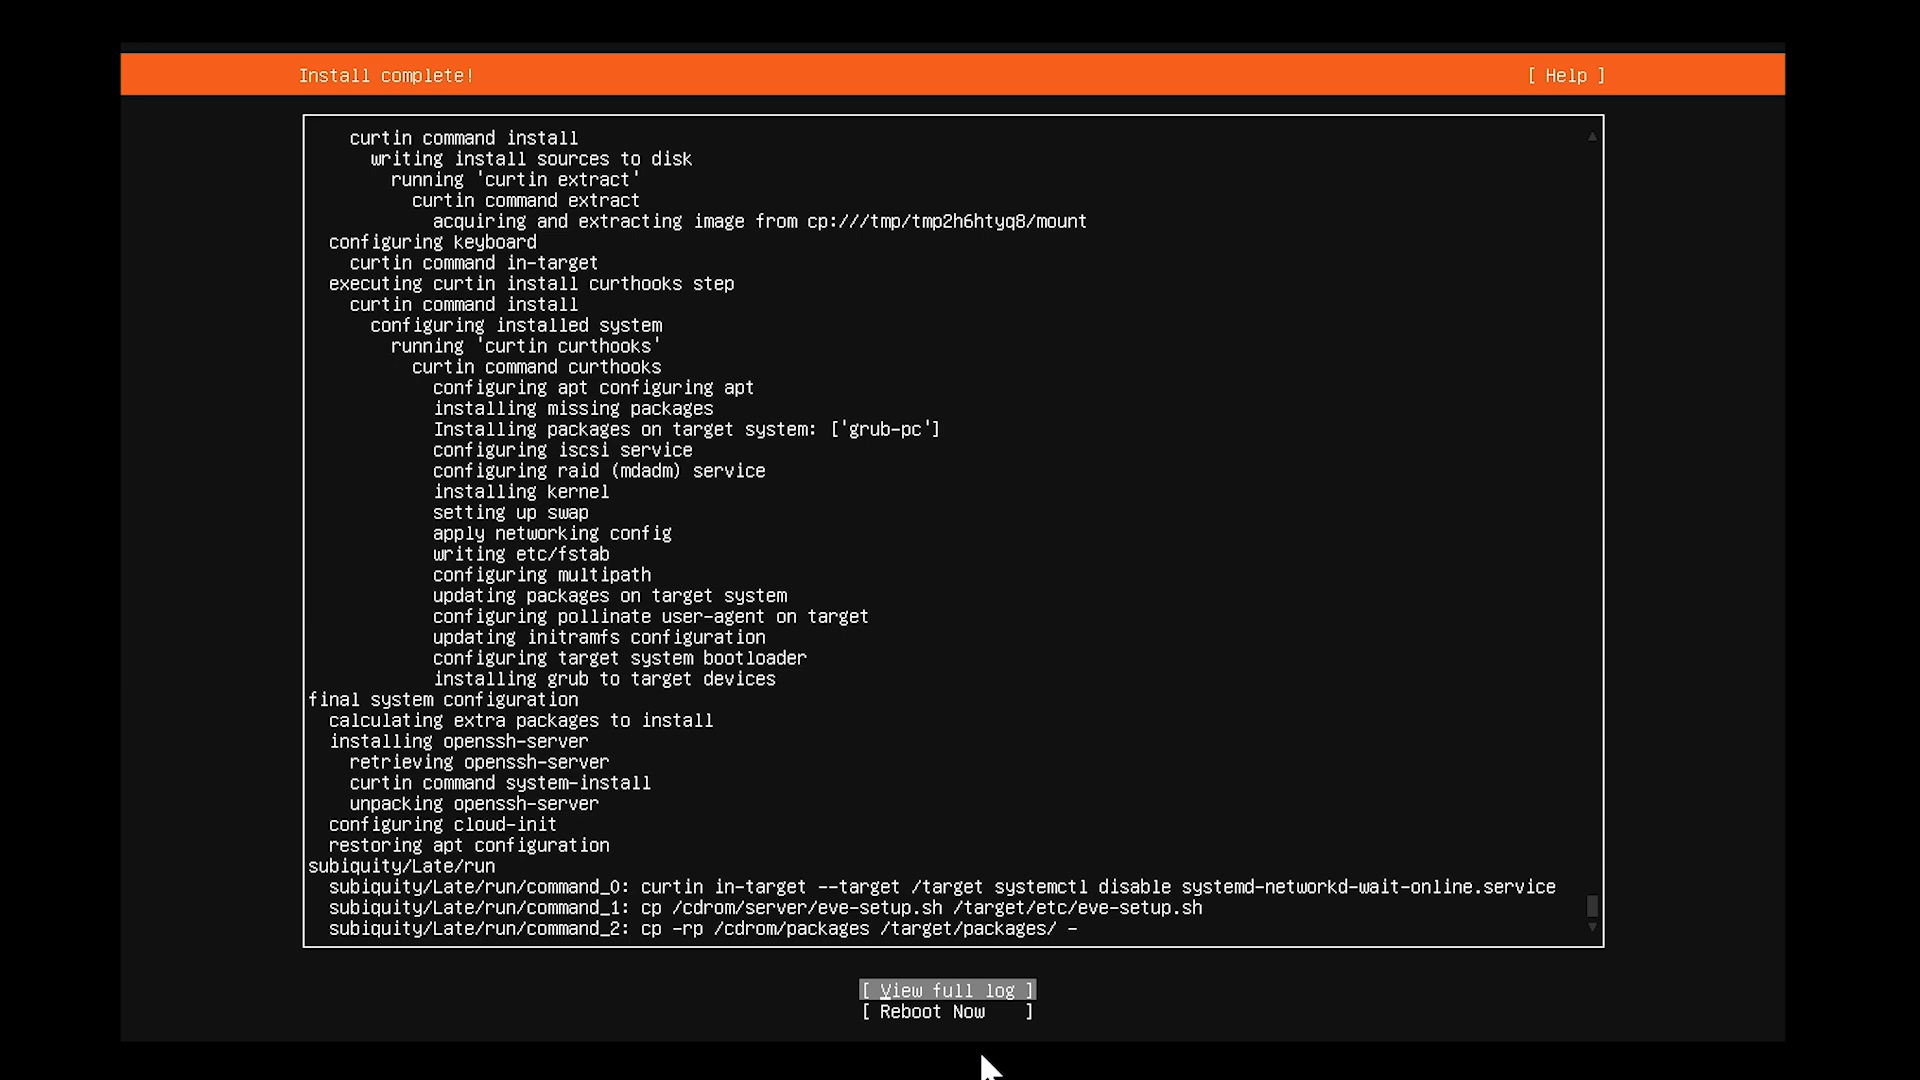 Install complete!
[ Help ]
curtin command install
writing install sources to disk
running 'curtin extract'
curtin command extract
acquiring and extracting image from cp:///tmp/tmp2h6htyq8/mount
configuring keyboard
curtin command in-target
executing curtin install curthooks step
curtin command install
configuring installed system
running 'curtin curthooks'
curtin command curthooks
configuring apt configuring apt
installing missing packages
Installing packages on target system: ['grub-pc']
configuring iscsi service
configuring raid (mdadm) service
installing kernel
setting up swap
apply networking config
writing etc/fstab
configuring multipath
updating packages on target system
configuring pollinate user-agent on target
updating initramfs configuration
configuring target system bootloader
installing grub to target devices
final system configuration
calculating extra packages to install
installing openssh-server
retrieving openssh-server
curtin command system-install
unpacking openssh-server
configuring cloud-init
restoring apt configuration
subiquity/Late/run
subiquity/Late/run/command_0: curtin in-target --target /target systemctl disable systemd-networkd-wait-online.service
subiquity/Late/run/command_1: cp /cdrom/server/eve-setup.sh /target/etc/eve-setup.sh
subiquity/Late/run/command_2: cp -rp /cdrom/packages /target/packages/ -
[ View full log ]
[ Reboot Now ]